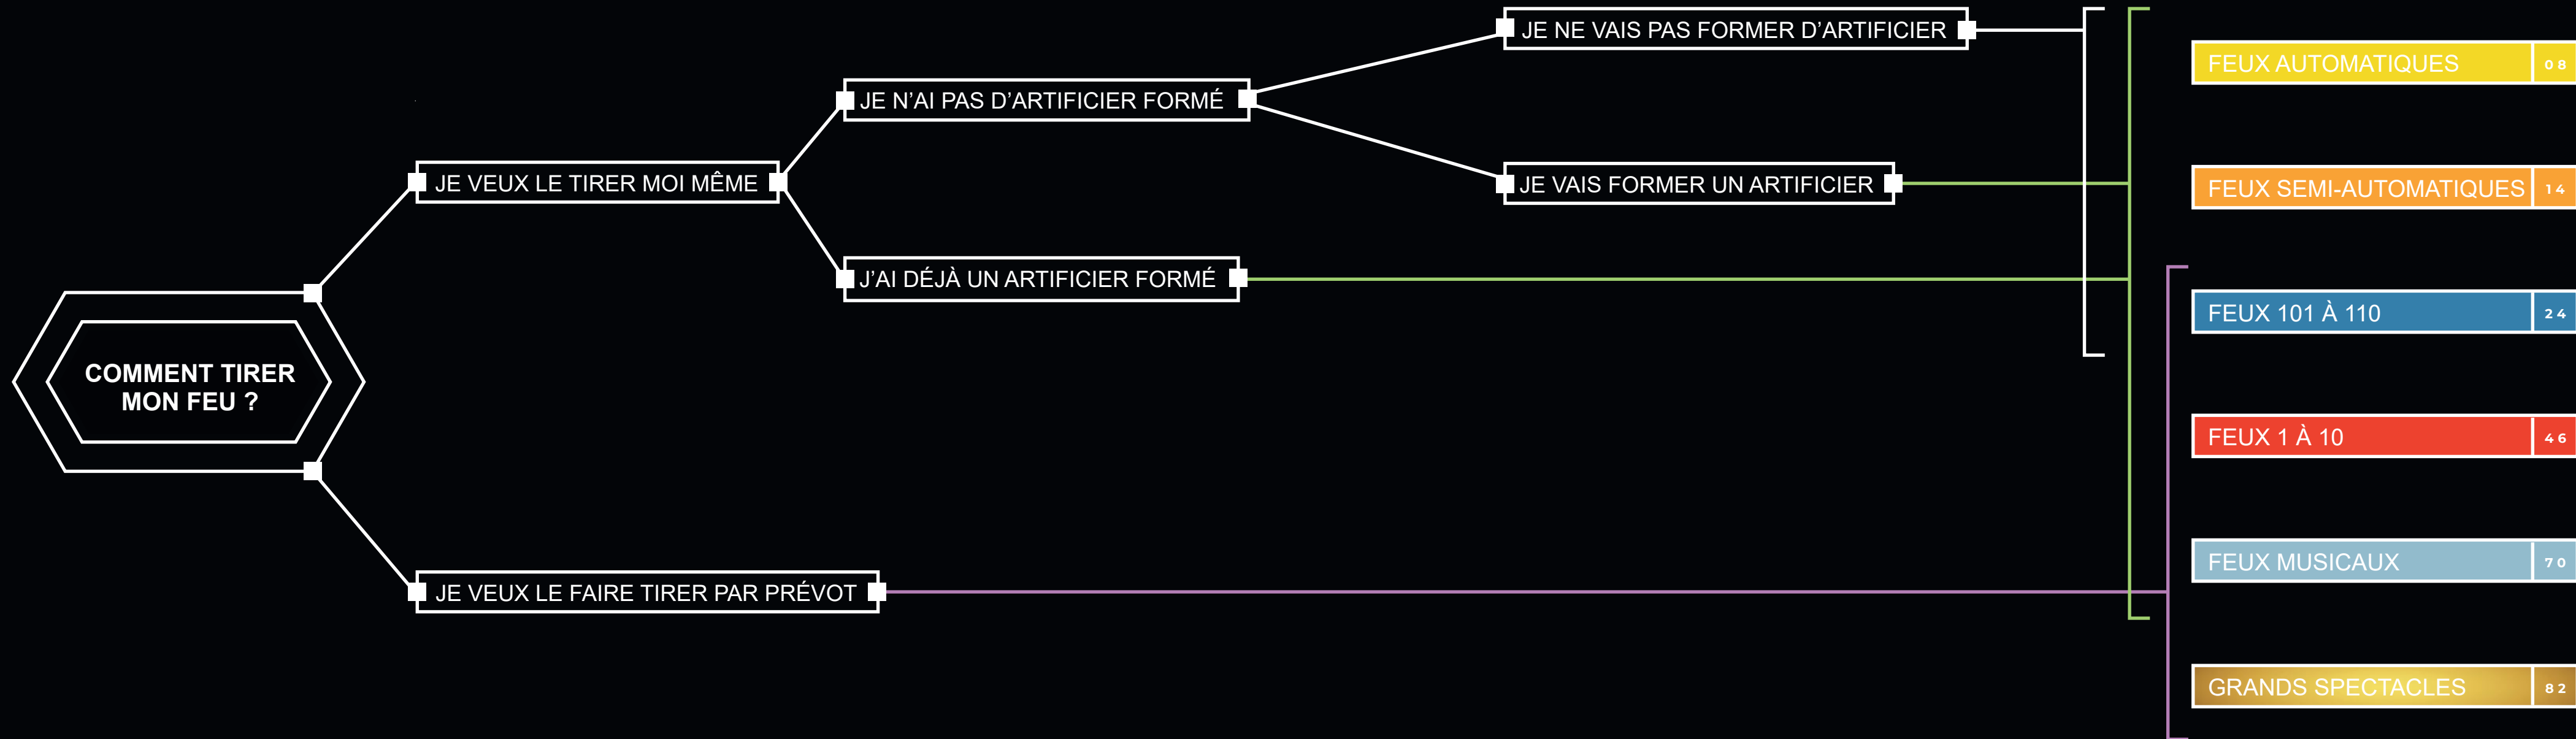 COMMENT TIRER
MON FEU ?
JE VEUX LE TIRER MOI MÊME
JE N’AI PAS D’ARTIFICIER FORMÉ
JE NE VAIS PAS FORMER D’ARTIFICIER
JE VAIS FORMER UN ARTIFICIER
J’AI DÉJÀ UN ARTIFICIER FORMÉ
JE VEUX LE FAIRE TIRER PAR PRÉVOT
FEUX AUTOMATIQUES 08
FEUX SEMI-AUTOMATIQUES 14
FEUX 101 À 110 24
FEUX 1 À 10 46
FEUX MUSICAUX 70
GRANDS SPECTACLES 82